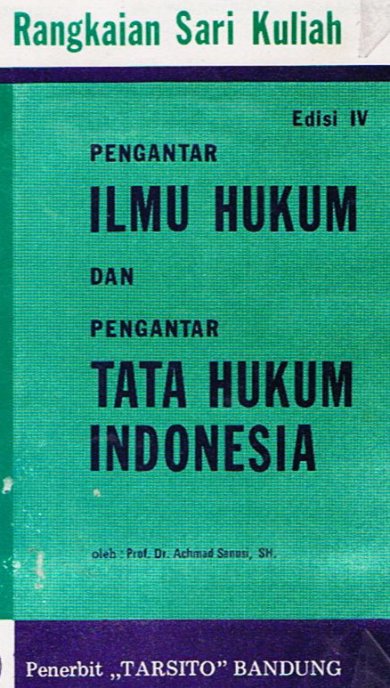 Rangkaian Sari Kuliah
Edisi IV
PENGANTAR
ILMU HUKUM
DAN
PENGANTAR
TATA HUKUM
INDONESIA
oleh : Prof. Dr. Achmad Sanusi, SH.
Penerbit „TARSITO” BANDUNG